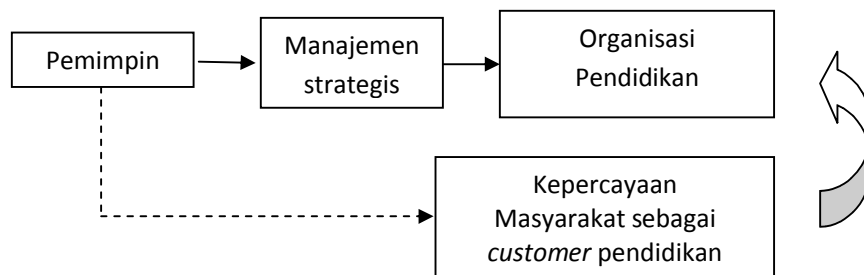 Pemimpin
Manajemen
strategis
Organisasi
Pendidikan
Kepercayaan
Masyarakat sebagai
customer pendidikan